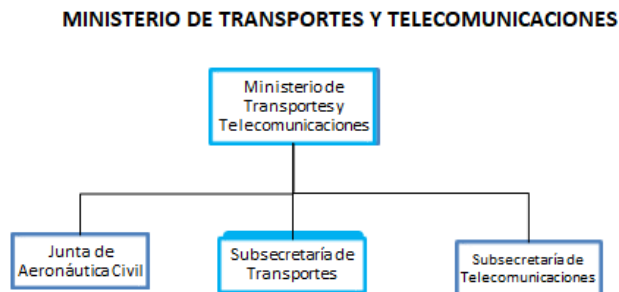 MINISTERIO DE TRANSPORTES Y TELECOMUNICACIONES
Ministerio de
Transportes y
Telecomunicaciones
Junta de
Aeronáutica Civil
Subsecretaría de
Transportes
Subsecretaría de
Telecomunicaciones